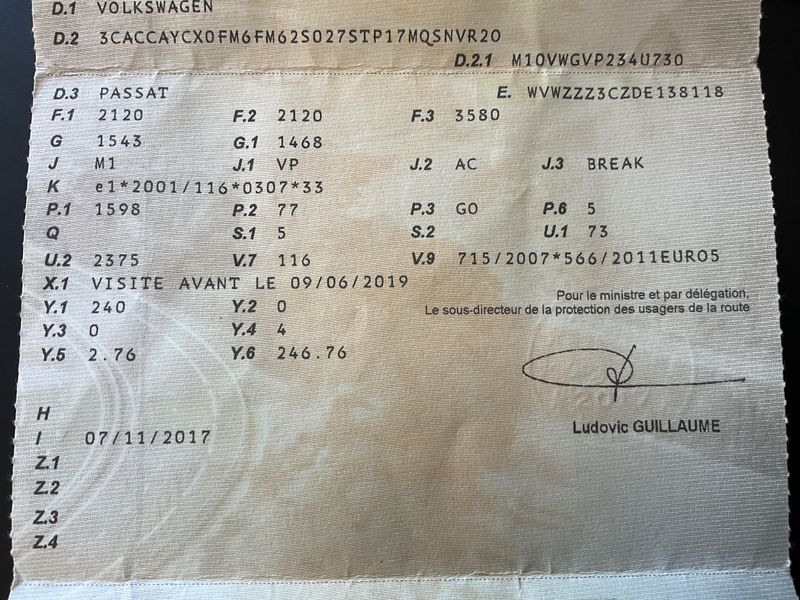 D.1 VOLKSWAGEN
D.2 3CACCAYCX0FM6FM62S027STP17MQSNVR20
D.2.1 M10VWGVP234U730
D.3 PASSAT E. WVWZZZ3CZDE138118
F.1 2120 F.2 2120 F.3 3580
G 1543 G.1 1468
J M1 J.1 VP J.2 AC J.3 BREAK
K e1*2001/116*0307*33
P.1 1598 P.2 77 P.3 GO P.6 5
Q S.1 5 S.2 U.1 73
U.2 2375 V.7 116 V.9 715/2007*566/2011EURO5
X.1 VISITE AVANT LE 09/06/2019
Y.1 240 Y.2 0
Pour le ministre et par délégation,
Le sous-directeur de la protection des usagers de la route
Y.3 0 Y.4 4
Y.5 2.76 Y.6 246.76
H
Ludovic GUILLAUME
I 07/11/2017
Z.1
Z.2
Z.3
Z.4